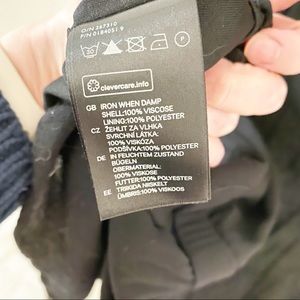 O/N 267310
P/N 0184051 9
30
P
clevercare.info
GB IRON WHEN DAMP
SHELL:100% VISCOSE
LINING:100% POLYESTER
CZ ŽEHLIT ZA VLHKA
SVRCHNÍ LÁTKA:
100% VISKÓZA
PODŠÍVKA:100% POLYESTER
DE IN FEUCHTEM ZUSTAND
BÜGELN
OBERMATERIAL:
100% VISKOSE
FUTTER:100% POLYESTER
EE TRIIKIDA NIISKELT
ÜMBRIS:100% VISKOOS